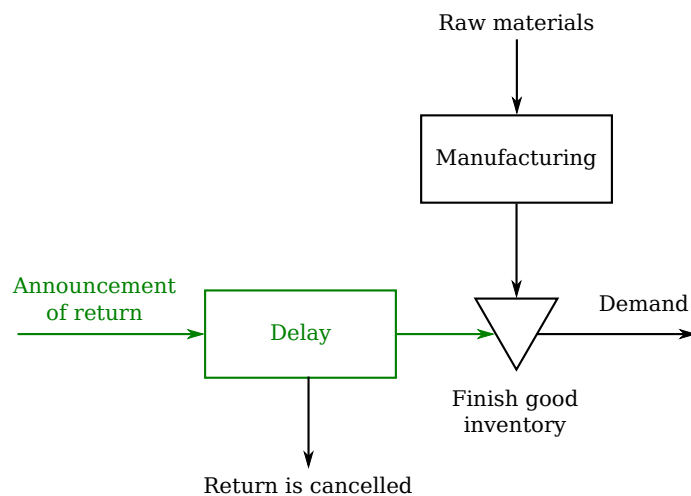 Raw materials
Manufacturing
Announcement
of return
Delay
Demand
Finish good
inventory
Return is cancelled